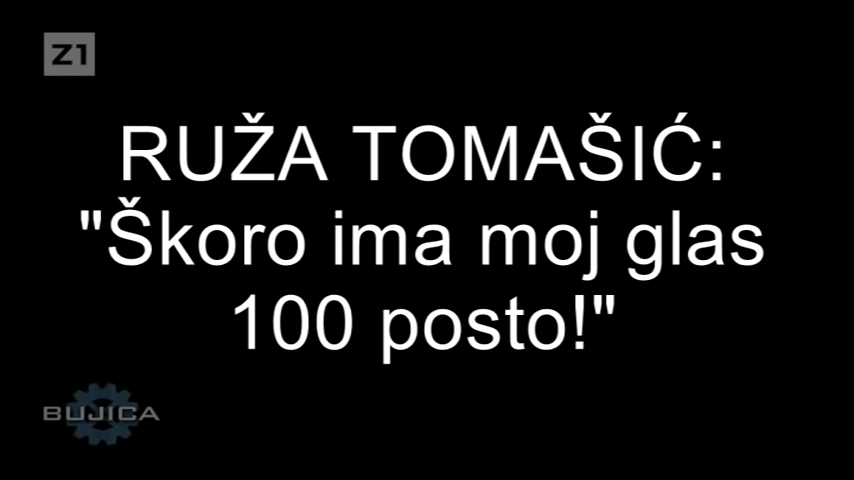 Z1
RUŽA TOMAŠIĆ:
"Škoro ima moj glas
100 posto!"
BUJICA